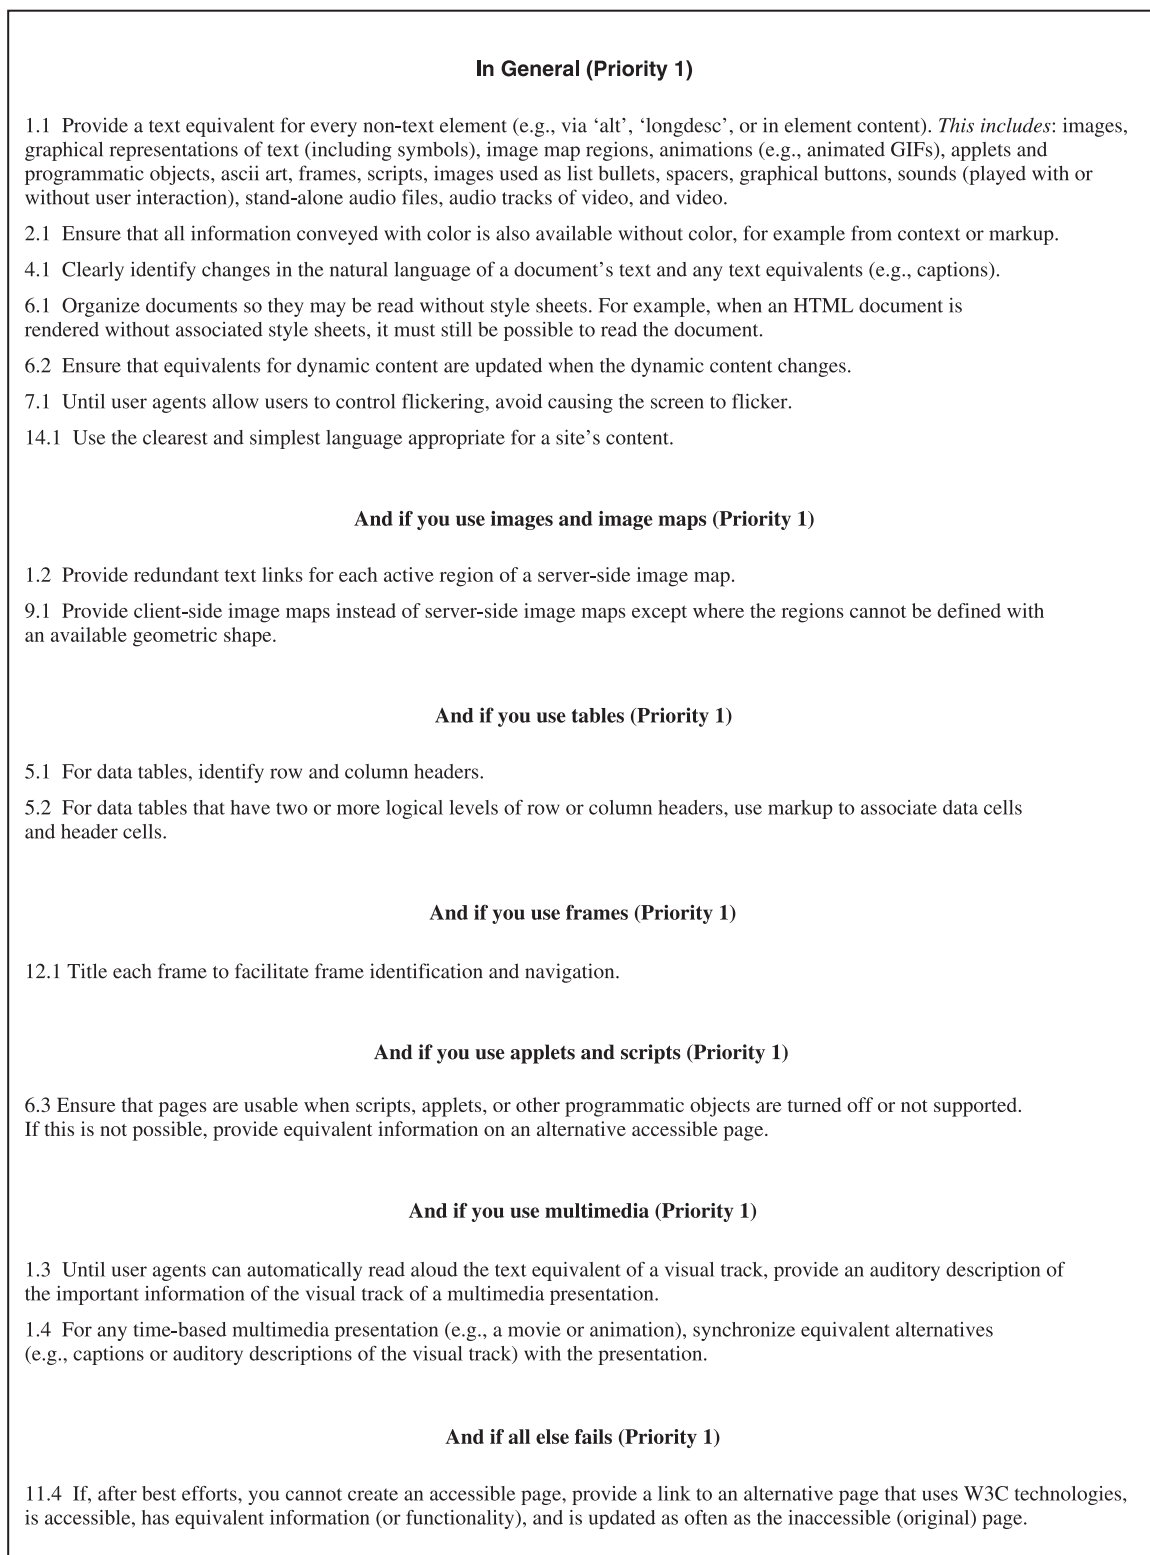 In General (Priority 1)
1.1 Provide a text equivalent for every non-text element (e.g., via ‘alt’, ‘longdesc’, or in element content). This includes: images,
graphical representations of text (including symbols), image map regions, animations (e.g., animated GIFs), applets and
programmatic objects, ascii art, frames, scripts, images used as list bullets, spacers, graphical buttons, sounds (played with or
without user interaction), stand-alone audio files, audio tracks of video, and video.
2.1 Ensure that all information conveyed with color is also available without color, for example from context or markup.
4.1 Clearly identify changes in the natural language of a document’s text and any text equivalents (e.g., captions).
6.1 Organize documents so they may be read without style sheets. For example, when an HTML document is
rendered without associated style sheets, it must still be possible to read the document.
6.2 Ensure that equivalents for dynamic content are updated when the dynamic content changes.
7.1 Until user agents allow users to control flickering, avoid causing the screen to flicker.
14.1 Use the clearest and simplest language appropriate for a site’s content.
And if you use images and image maps (Priority 1)
1.2 Provide redundant text links for each active region of a server-side image map.
9.1 Provide client-side image maps instead of server-side image maps except where the regions cannot be defined with
an available geometric shape.
And if you use tables (Priority 1)
5.1 For data tables, identify row and column headers.
5.2 For data tables that have two or more logical levels of row or column headers, use markup to associate data cells
and header cells.
And if you use frames (Priority 1)
12.1 Title each frame to facilitate frame identification and navigation.
And if you use applets and scripts (Priority 1)
6.3 Ensure that pages are usable when scripts, applets, or other programmatic objects are turned off or not supported.
If this is not possible, provide equivalent information on an alternative accessible page.
And if you use multimedia (Priority 1)
1.3 Until user agents can automatically read aloud the text equivalent of a visual track, provide an auditory description of
the important information of the visual track of a multimedia presentation.
1.4 For any time-based multimedia presentation (e.g., a movie or animation), synchronize equivalent alternatives
(e.g., captions or auditory descriptions of the visual track) with the presentation.
And if all else fails (Priority 1)
11.4 If, after best efforts, you cannot create an accessible page, provide a link to an alternative page that uses W3C technologies,
is accessible, has equivalent information (or functionality), and is updated as often as the inaccessible (original) page.